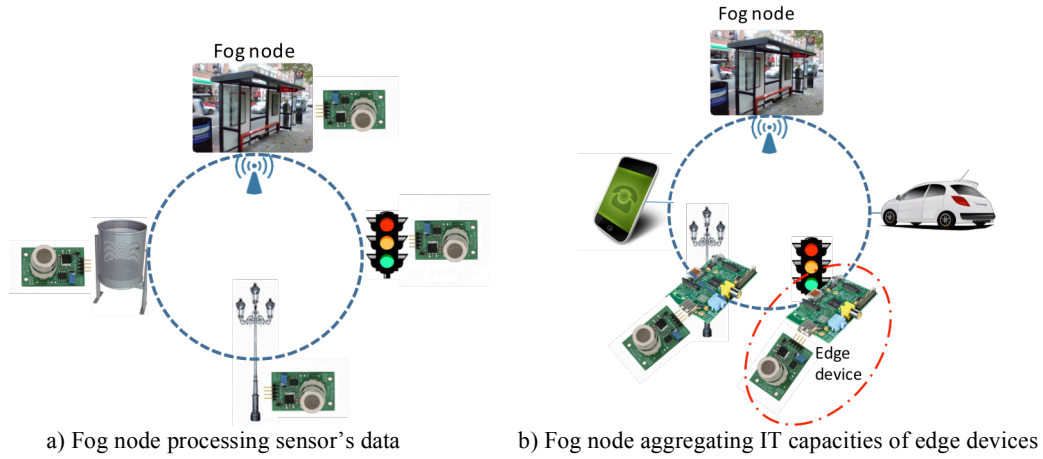 Fog node
Fog node
Edge
device
a) Fog node processing sensor's data
b) Fog node aggregating IT capacities of edge devices